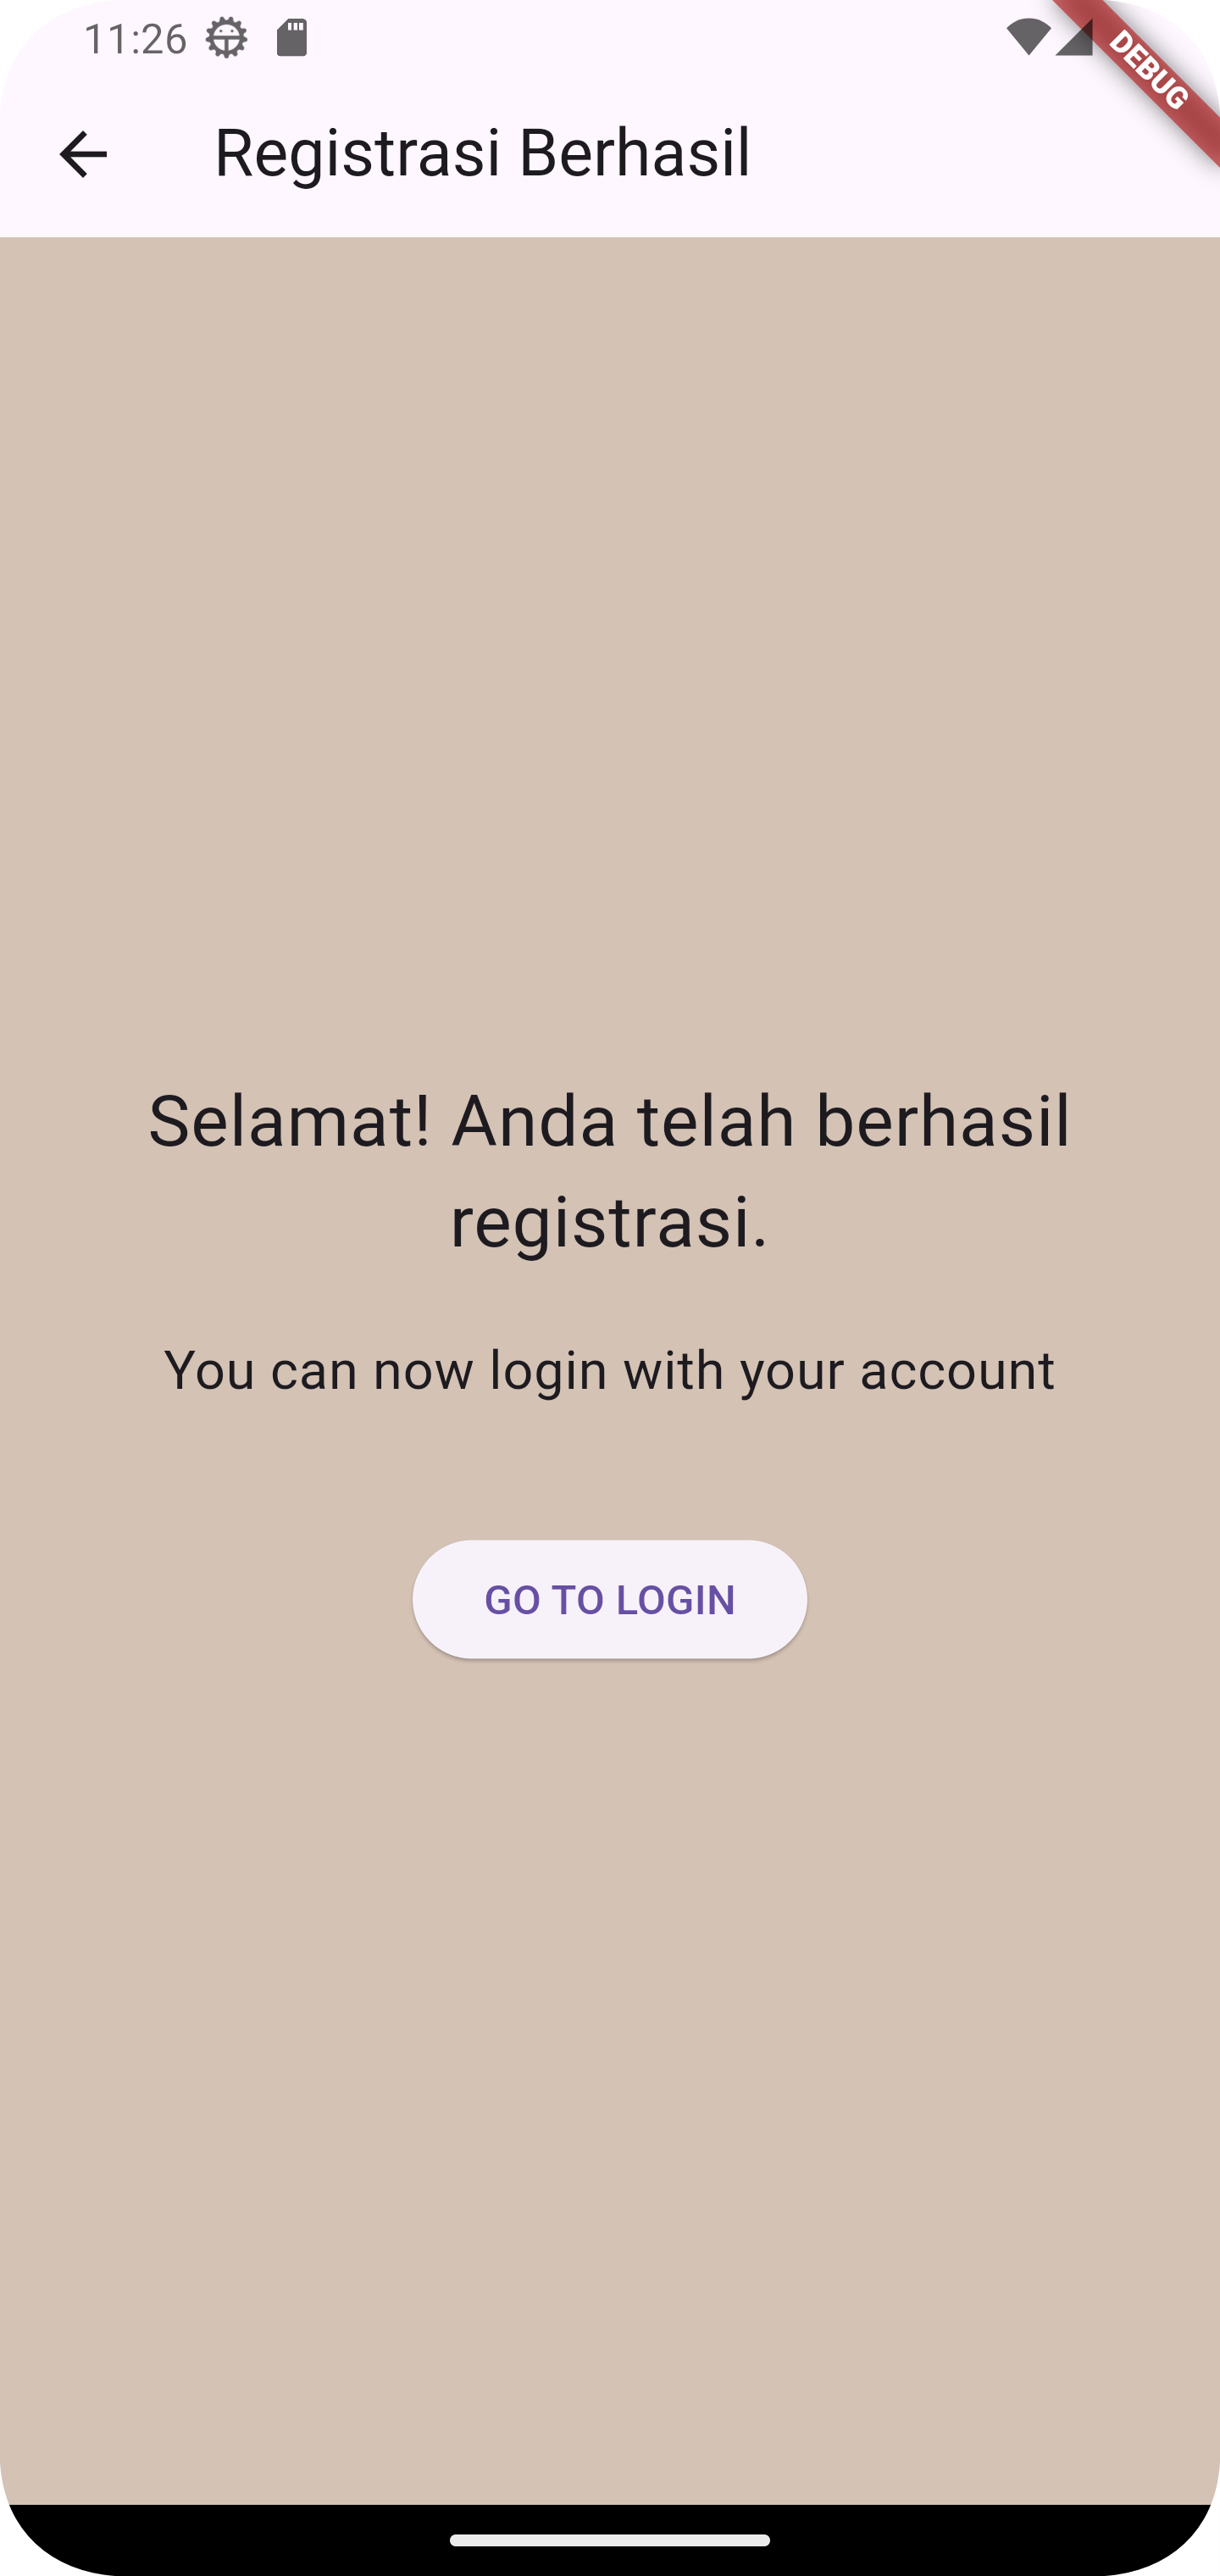 11:26
DEBUG
Registrasi Berhasil
Selamat! Anda telah berhasil
registrasi.
You can now login with your account
GO TO LOGIN